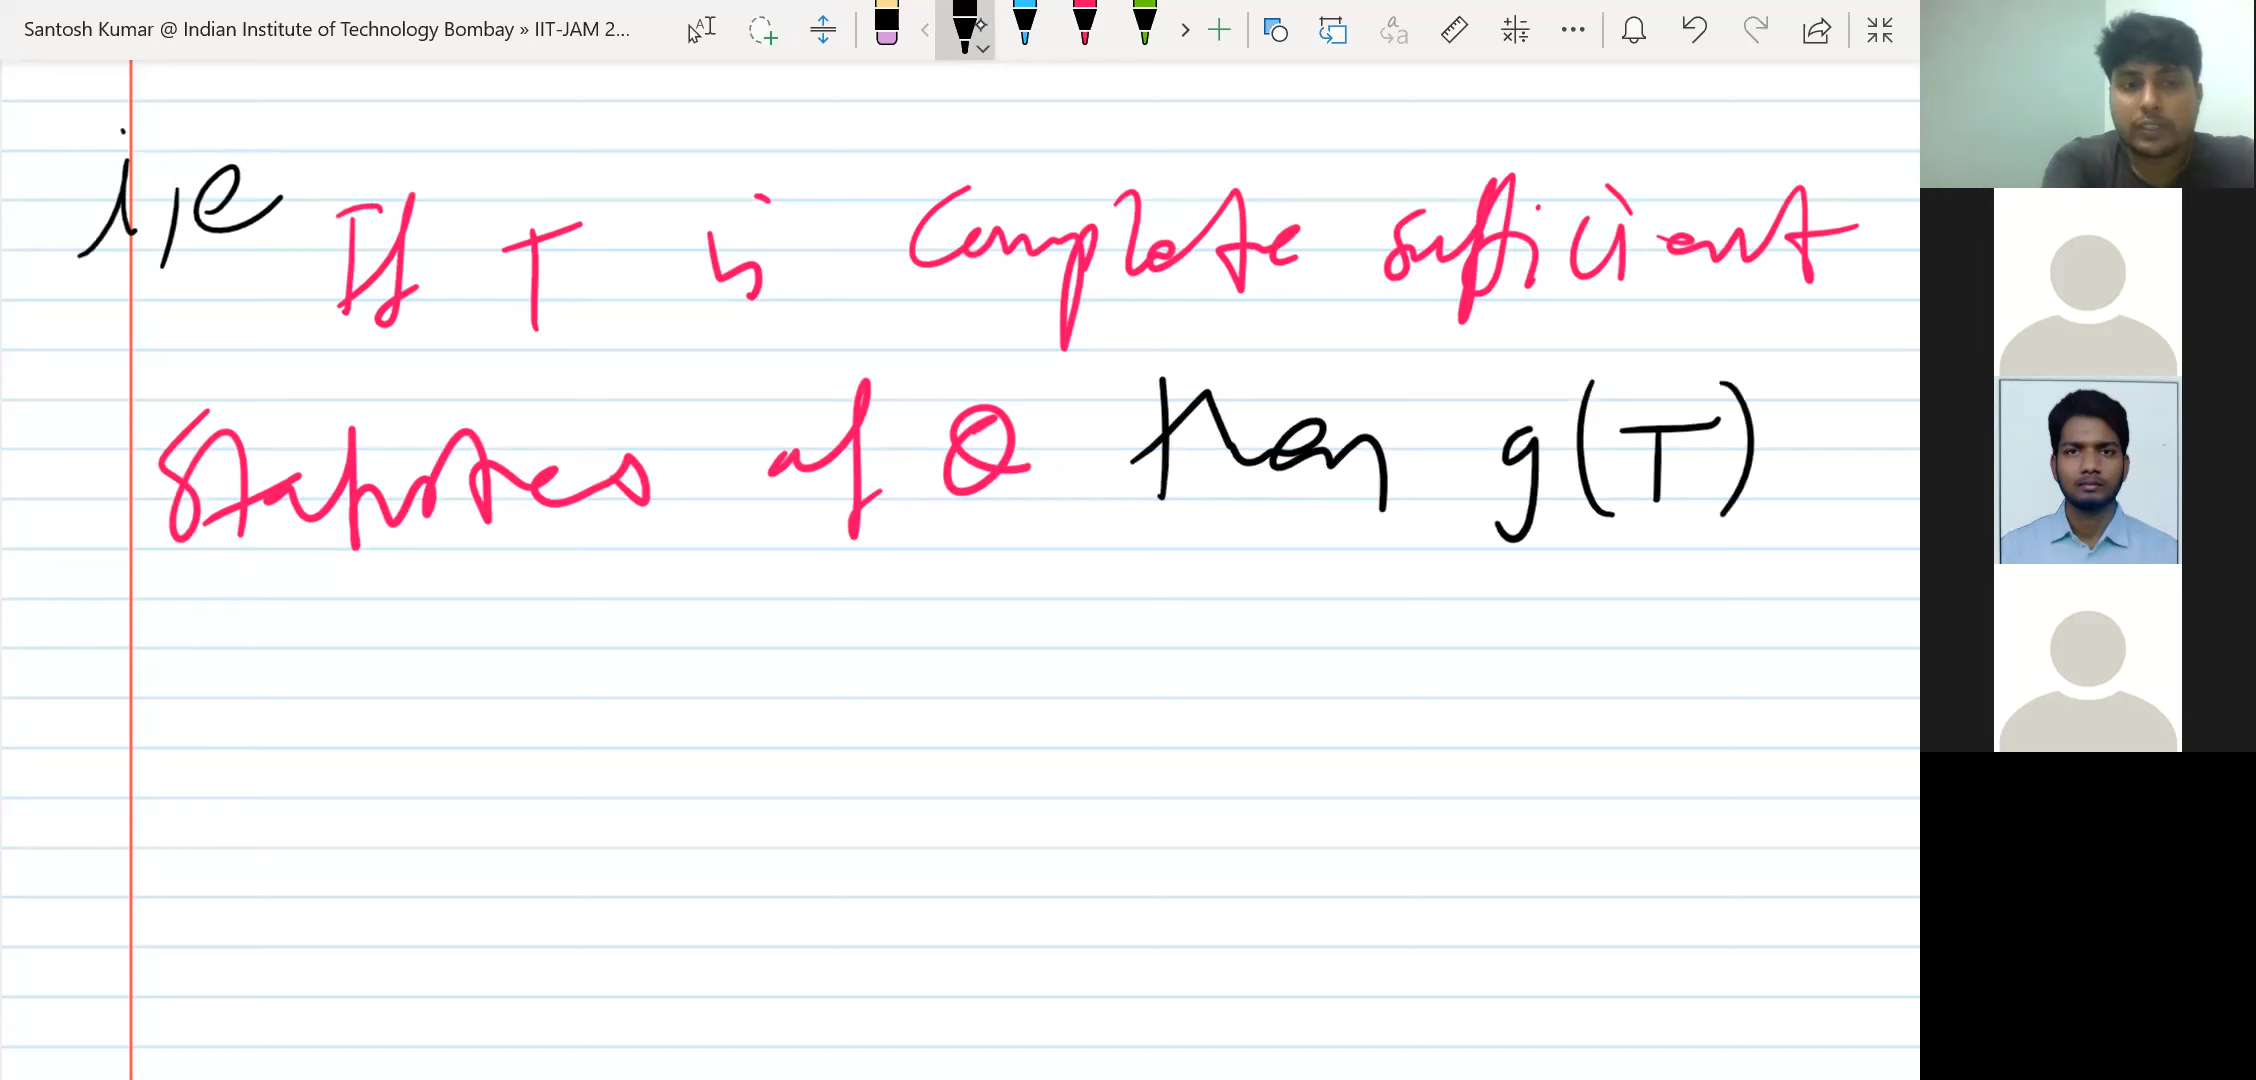 Santosh Kumar @ Indian Institute of Technology Bombay » IIT-JAM 2...
i,e If T is complete sufficient
Statistics of θ then g(T)